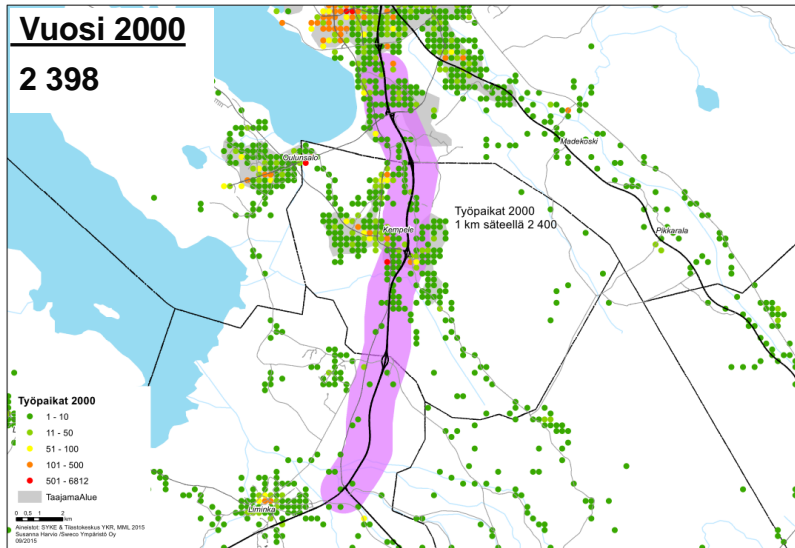 Vuosi 2000
2 398
Oulunsalo
Madekoski
Työpaikat 2000
1 km säteellä 2 400
Kempele
Pikkarala
Työpaikat 2000
1 - 10
11 - 50
51 - 100
101 - 500
501 - 6812
TaajamaAlue
Liminka
0 0,5 1 2
km
Aineistot: SYKE & Tilastokeskus YKR, MML 2015
Susanna Harvio /Sweco Ympäristö Oy
09/2015